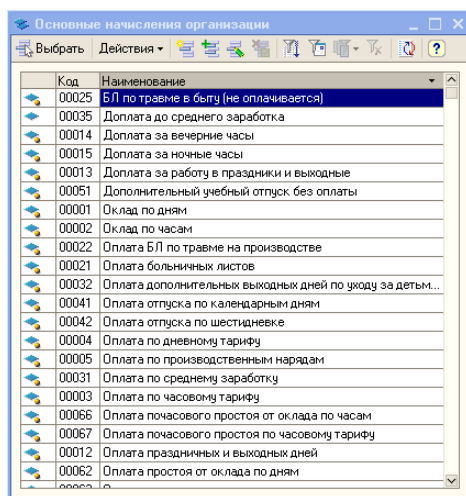 Основные начисления организации
Выбрать Действия
Код Наименование
00025 БЛ по травме в быту (не оплачивается)
00035 Доплата до среднего заработка
00014 Доплата за вечерние часы
00015 Доплата за ночные часы
00013 Доплата за работу в праздники и выходные
00051 Дополнительный учебный отпуск без оплаты
00001 Оклад по дням
00002 Оклад по часам
00022 Оплата БЛ по травме на производстве
00021 Оплата больничных листов
00032 Оплата дополнительных выходных дней по уходу за детьм...
00041 Оплата отпуска по календарным дням
00042 Оплата отпуска по шестидневке
00004 Оплата по дневному тарифу
00005 Оплата по производственным нарядам
00031 Оплата по среднему заработку
00003 Оплата по часовому тарифу
00066 Оплата почасового простоя от оклада по часам
00067 Оплата почасового простоя по часовому тарифу
00012 Оплата праздничных и выходных дней
00062 Оплата простоя от оклада по дням